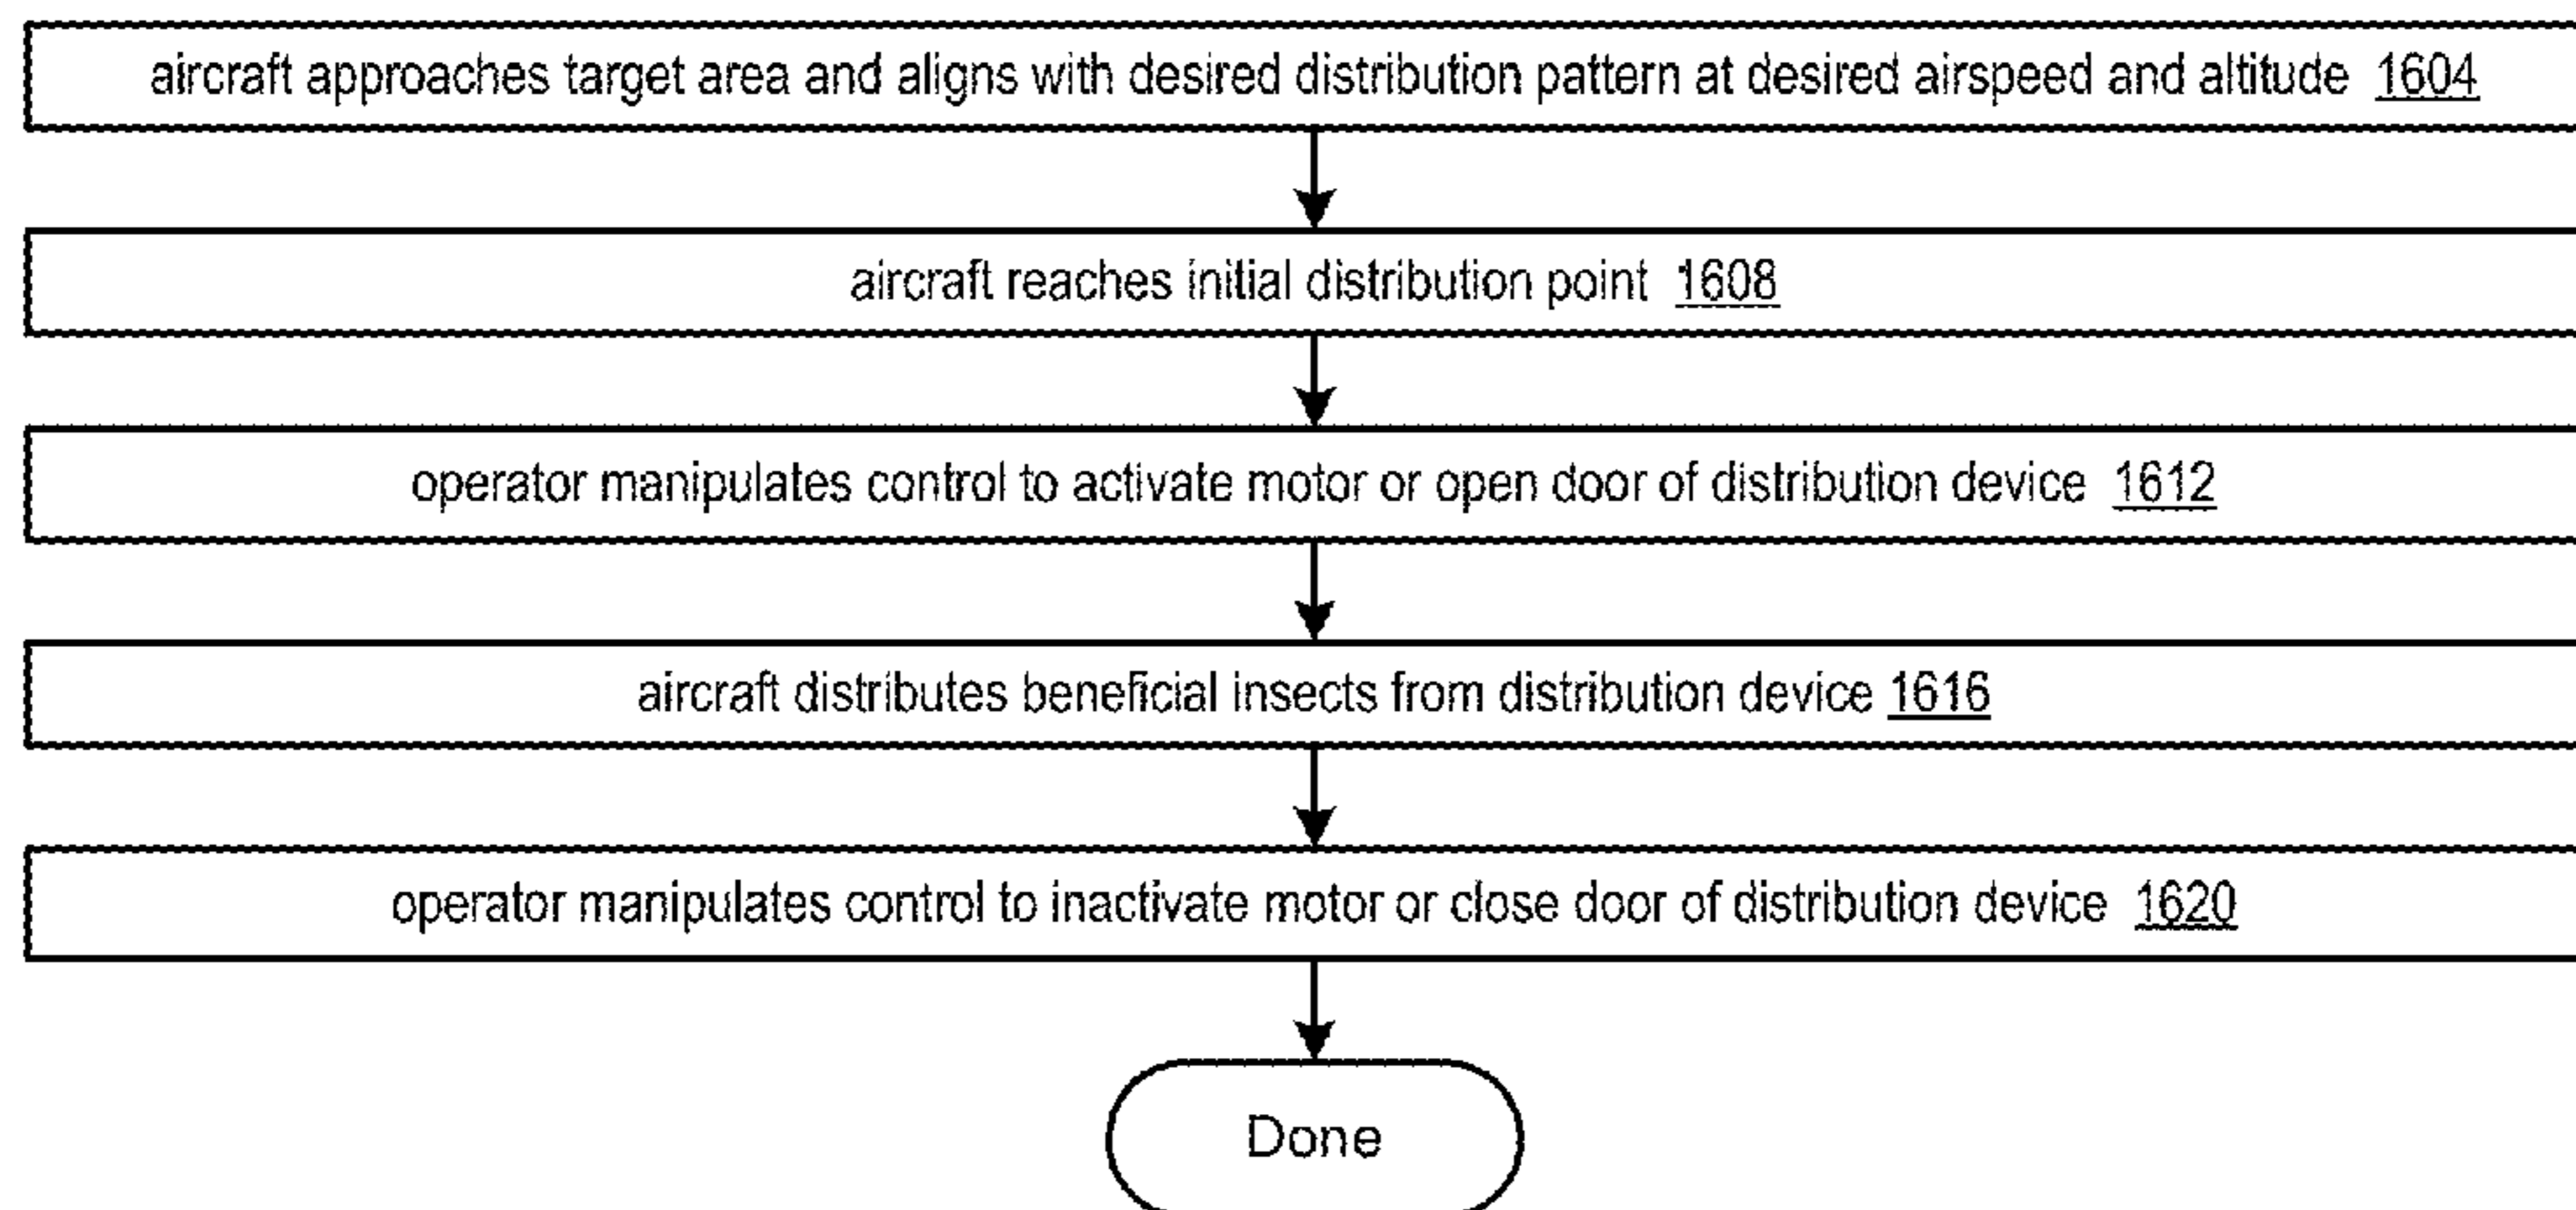 aircraft approaches target area and aligns with desired distribution pattern at desired airspeed and altitude 1604
aircraft reaches initial distribution point 1608
operator manipulates control to activate motor or open door of distribution device 1612
aircraft distributes beneficial insects from distribution device 1616
operator manipulates control to inactivate motor or close door of distribution device 1620
Done